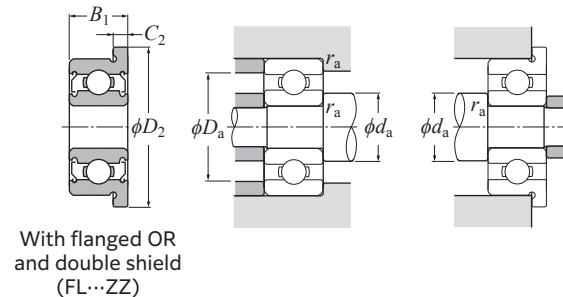 B₁
C₂
ϕD₂
rₐ
rₐ
ϕDₐ
ϕdₐ
rₐ
ϕdₐ
With flanged OR
and double shield
(FL⋯ZZ)